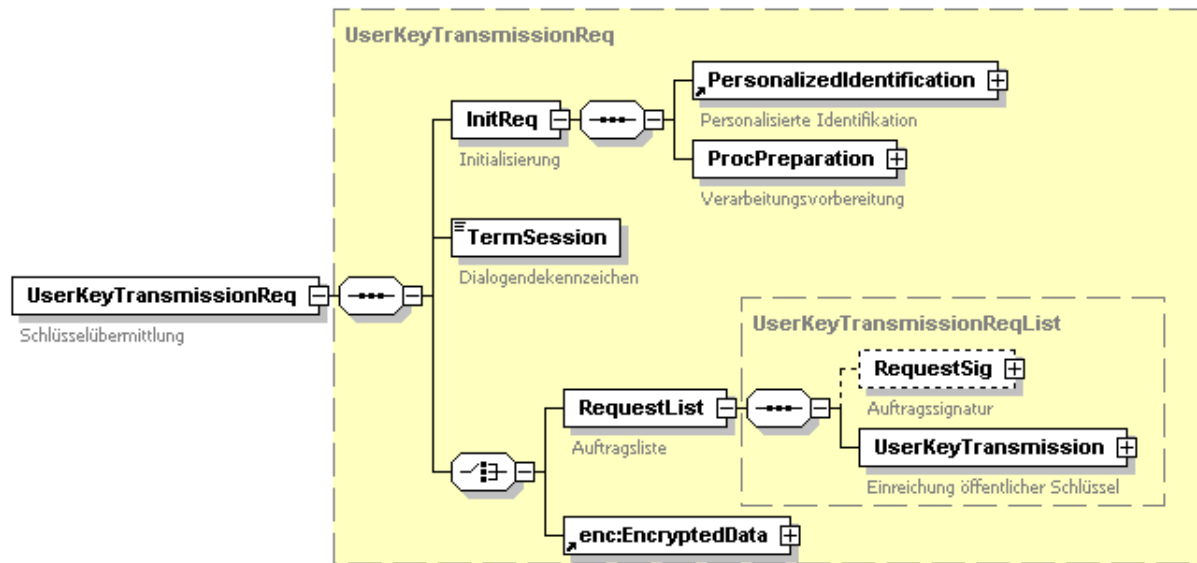 UserKeyTransmissionReq
PersonalizedIdentification
Personalisierte Identifikation
InitReq
Initialisierung
ProcPreparation
Verarbeitungsvorbereitung
TermSession
Dialogendekennzeichen
UserKeyTransmissionReq
Schlüsselübermittlung
UserKeyTransmissionReqList
RequestSig
Auftragssignatur
RequestList
Auftragsliste
UserKeyTransmission
Einreichung öffentlicher Schlüssel
enc:EncryptedData